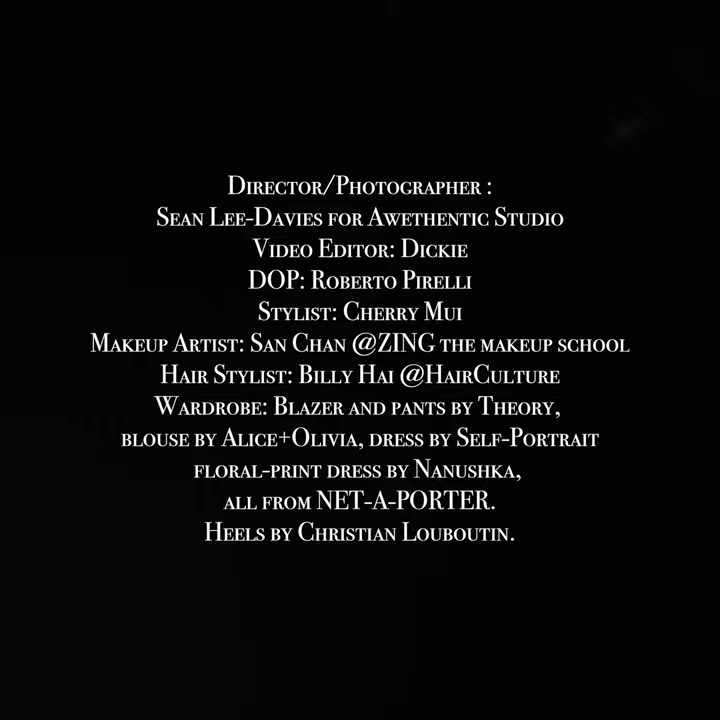 Director/Photographer :
Sean Lee-Davies for Awethentic Studio
Video Editor: Dickie
DOP: Roberto Pirelli
Stylist: Cherry Mui
Makeup Artist: San Chan @ZING the makeup school
Hair Stylist: Billy Hai @HairCulture
Wardrobe: Blazer and pants by Theory,
blouse by Alice+Olivia, dress by Self-Portrait
floral-print dress by Nanushka,
all from NET-A-PORTER.
Heels by Christian Louboutin.